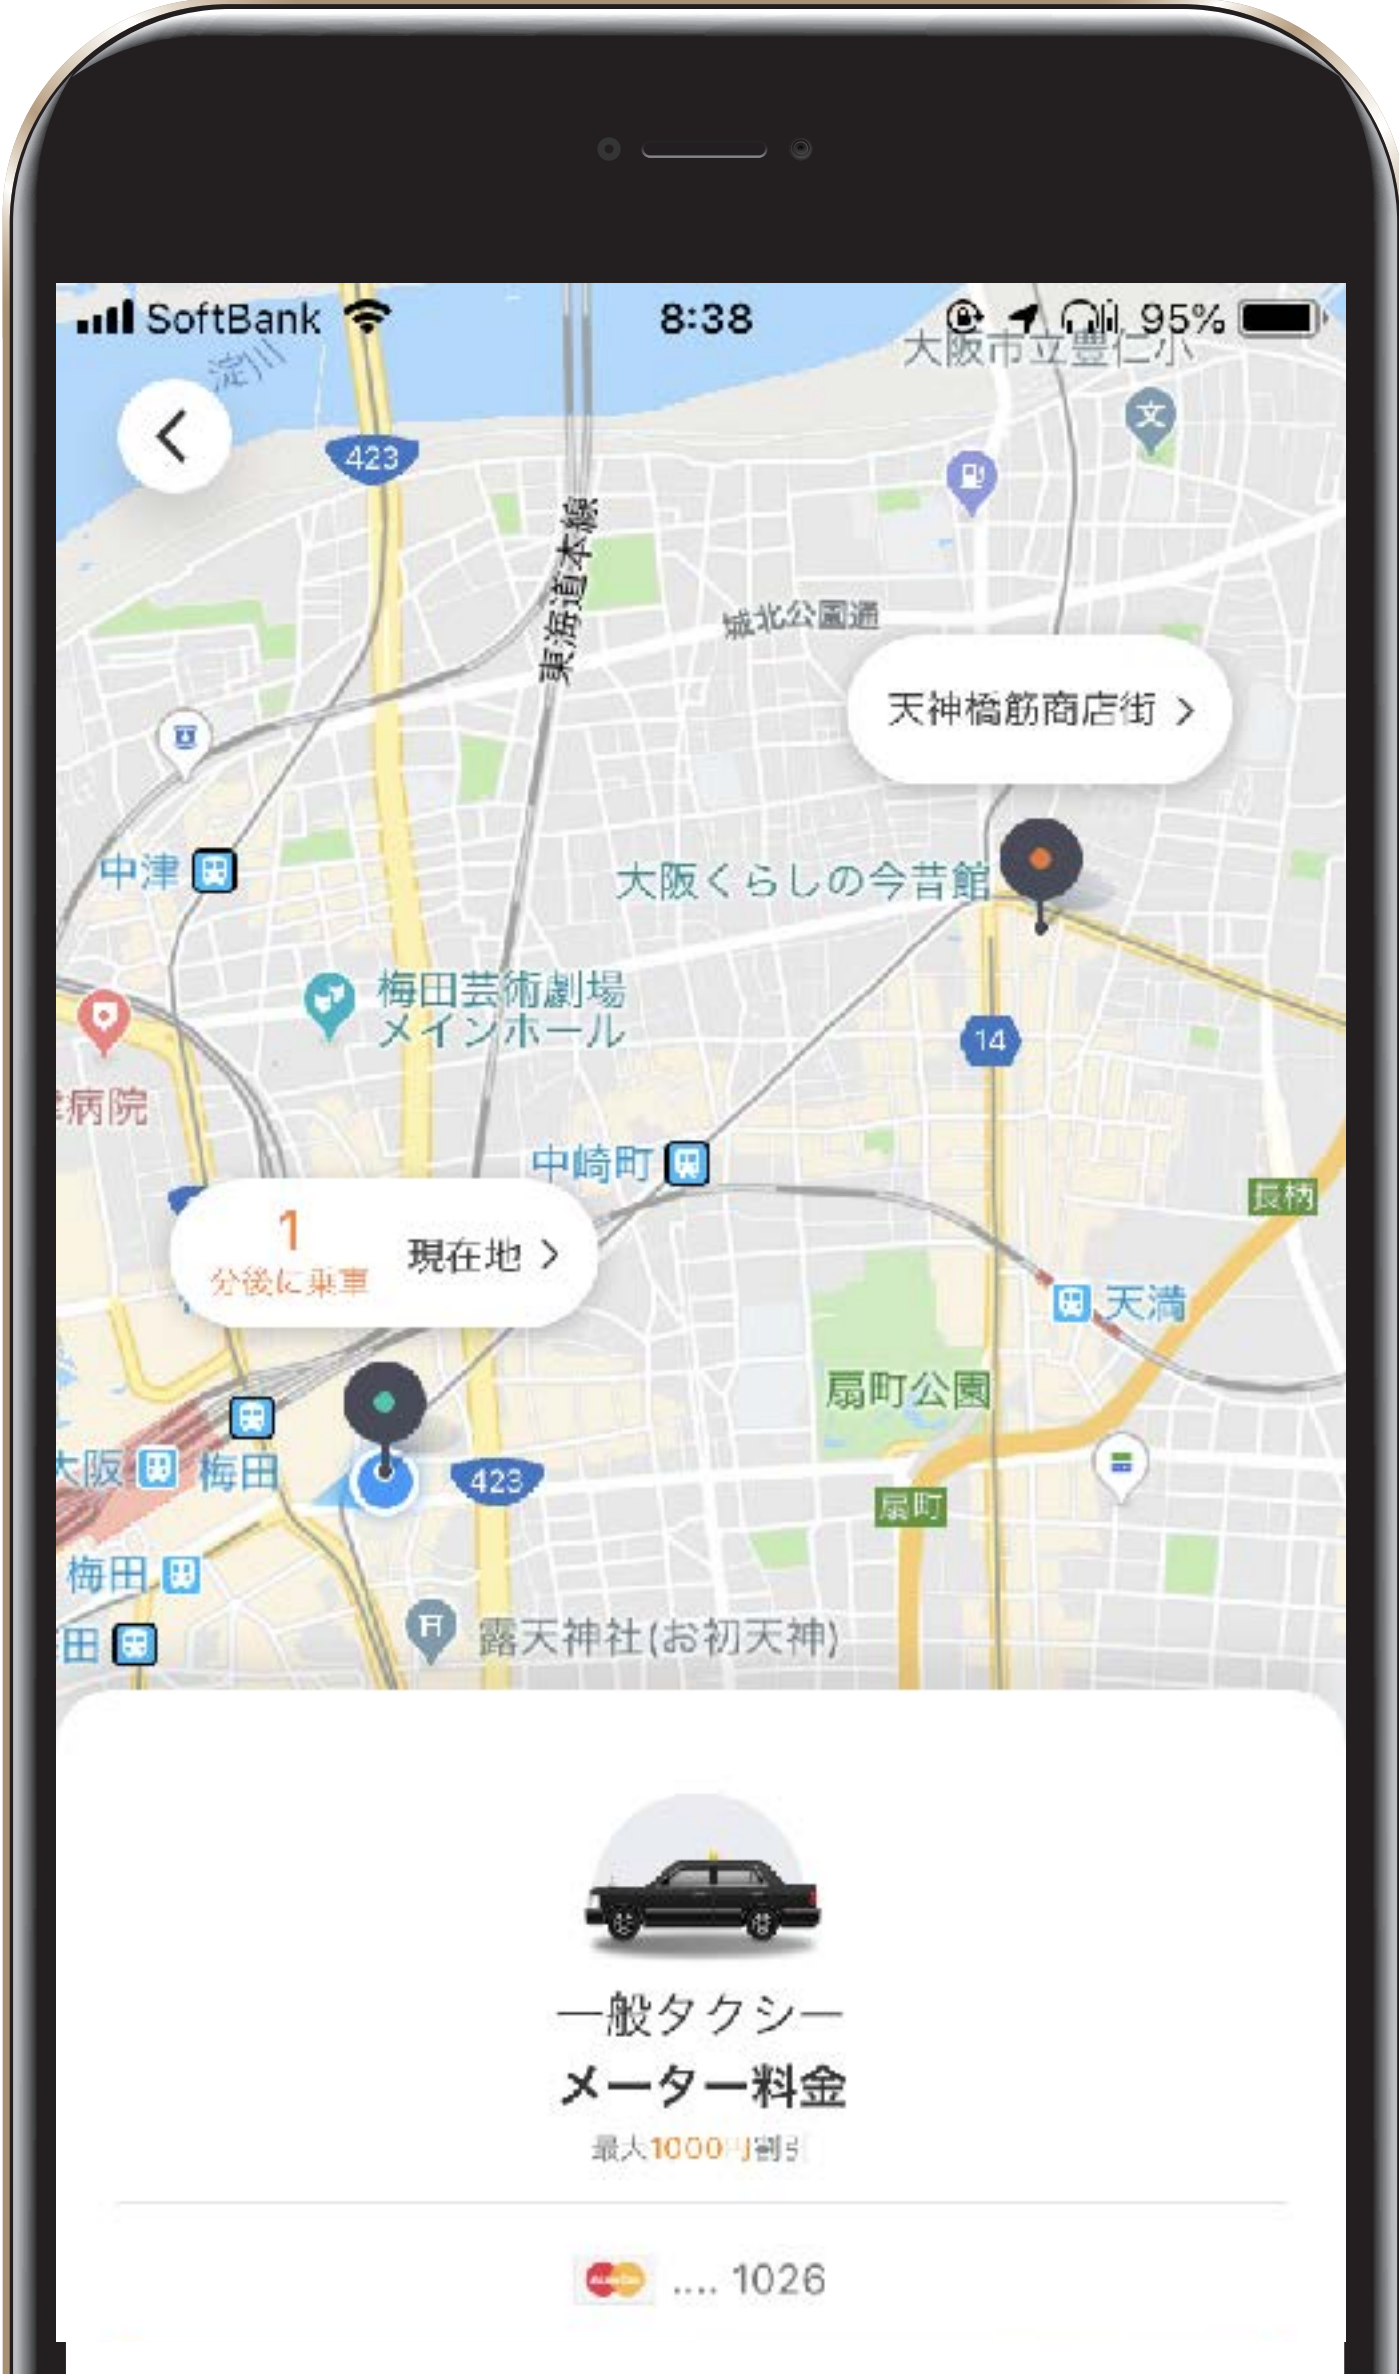 SoftBank 8:38 95%
淀川
大阪市立豊仁小
423
東海道本線
城北公園通
天神橋筋商店街
中津
大阪くらしの今昔館
梅田芸術劇場
メインホール
14
病院
中崎町
長柄
1
分後に乗車
現在地
天満
扇町公園
大阪
梅田
423
扇町
梅田
田
露天神社(お初天神)
一般タクシー
メーター料金
最大1000円割引
.... 1026